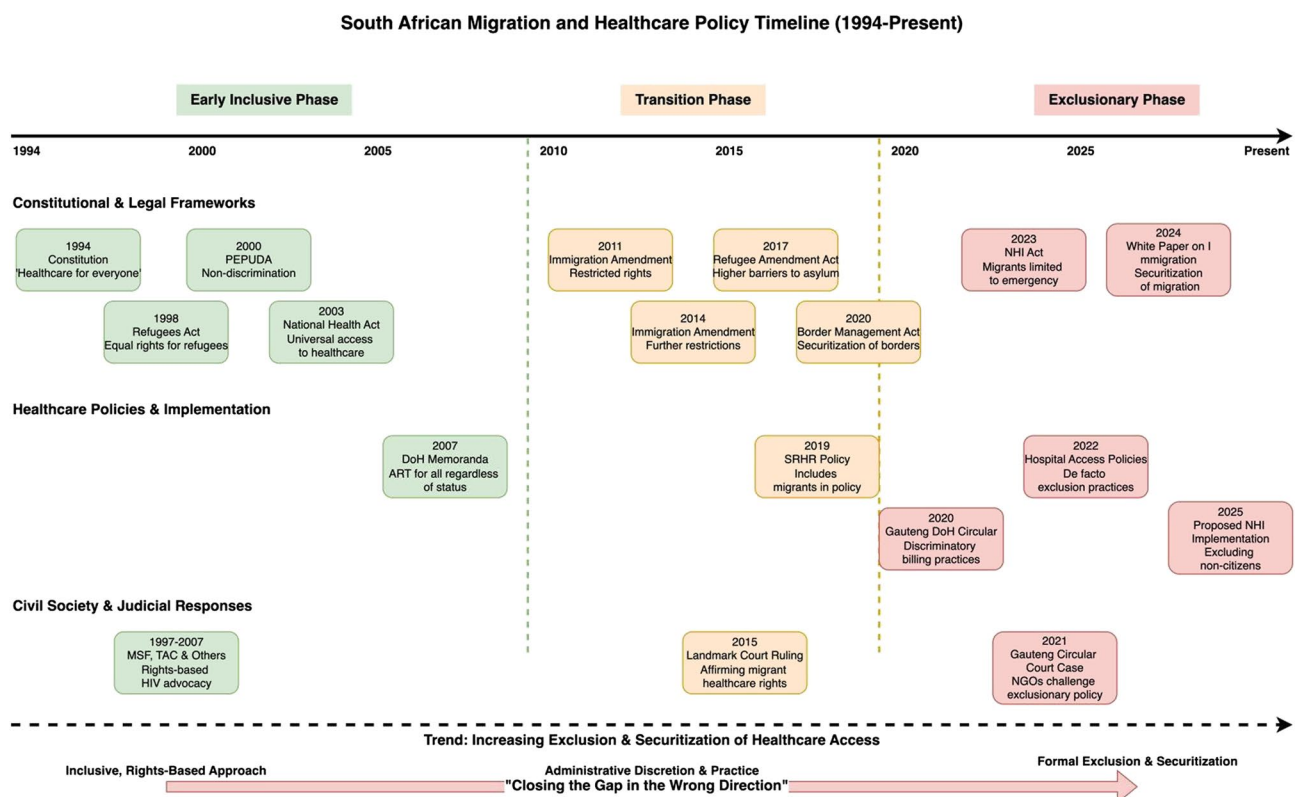 South African Migration and Healthcare Policy Timeline (1994-Present)
Early Inclusive Phase
Transition Phase
Exclusionary Phase
1994
2000
2005
2010
2015
2020
2025
Present
Constitutional & Legal Frameworks
1994
Constitution
'Healthcare for everyone'
2000
PEPUDA
Non-discrimination
2011
Immigration Amendment
Restricted rights
2017
Refugee Amendment Act
Higher barriers to asylum
2023
NHI Act
Migrants limited
to emergency
2024
White Paper on I
mmigration
Securitization
of migration
1998
Refugees Act
Equal rights for refugees
2003
National Health Act
Universal access
to healthcare
2014
Immigration Amendment
Further restrictions
2020
Border Management Act
Securitization of borders
Healthcare Policies & Implementation
2007
DoH Memoranda
ART for all regardless
of status
2019
SRHR Policy
Includes
migrants in policy
2022
Hospital Access Policies
De facto
exclusion practices
2020
Gauteng DoH Circular
Discriminatory
billing practices
2025
Proposed NHI
Implementation
Excluding
non-citizens
Civil Society & Judicial Responses
1997-2007
MSF, TAC & Others
Rights-based
HIV advocacy
2015
Landmark Court Ruling
Affirming migrant
healthcare rights
2021
Gauteng Circular
Court Case
NGOs challenge
exclusionary policy
Trend: Increasing Exclusion & Securitization of Healthcare Access
Inclusive, Rights-Based Approach
Administrative Discretion & Practice
Formal Exclusion & Securitization
"Closing the Gap in the Wrong Direction"